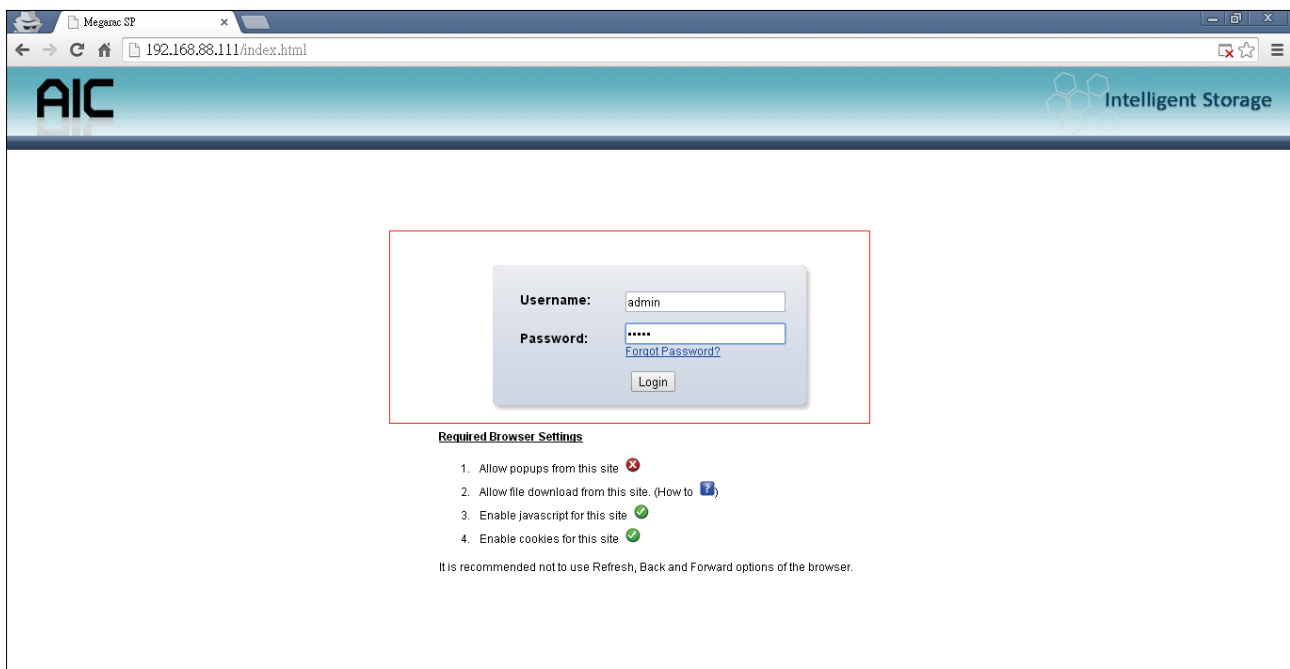 Megarac SP
192.168.88.111/index.html
AIC
Intelligent Storage
Username: admin
Password: •••••
Forgot Password?
Login
Required Browser Settings
1. Allow popups from this site
2. Allow file download from this site. (How to ?)
3. Enable javascript for this site
4. Enable cookies for this site
It is recommended not to use Refresh, Back and Forward options of the browser.